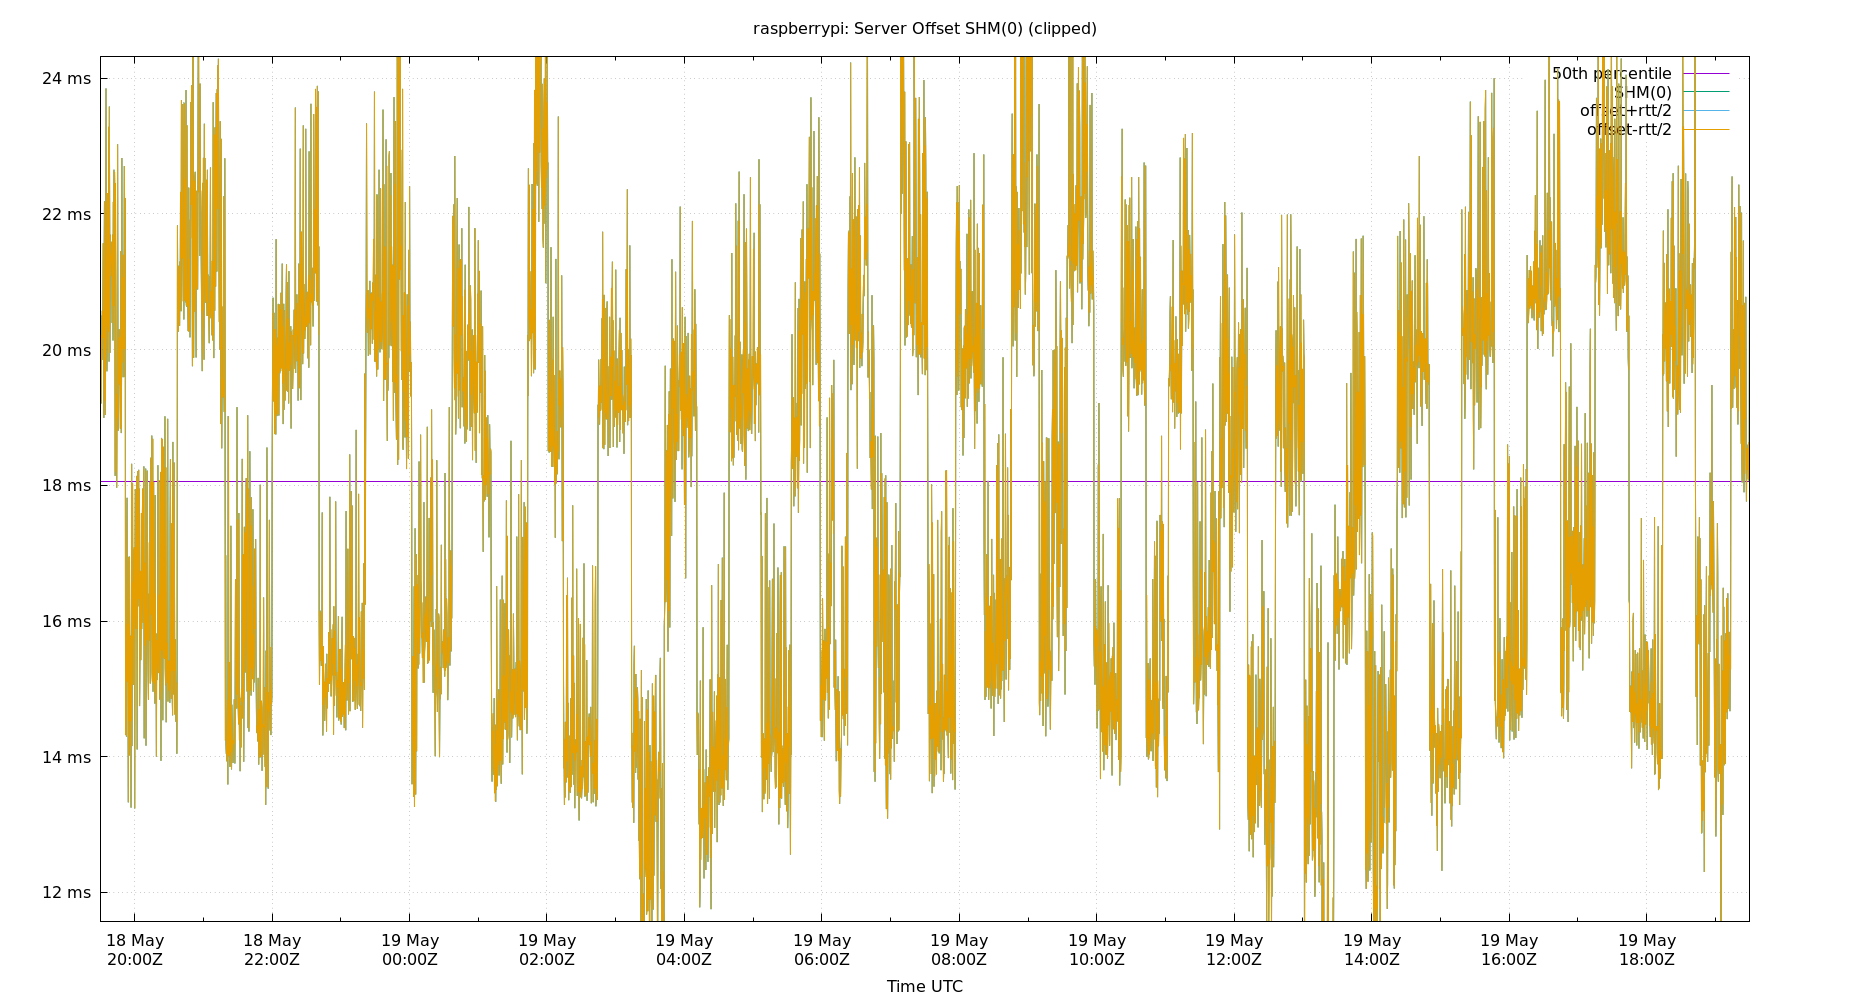 raspberrypi: Server Offset SHM(0) (clipped)
24 ms
22 ms
20 ms
18 ms
16 ms
14 ms
12 ms
50th percentile
SHM(0)
offset+rtt/2
offset-rtt/2
18 May 18 May 19 May 19 May 19 May 19 May 19 May 19 May 19 May 19 May 19 May 19 May
20:00Z 22:00Z 00:00Z 02:00Z 04:00Z 06:00Z 08:00Z 10:00Z 12:00Z 14:00Z 16:00Z 18:00Z
Time UTC